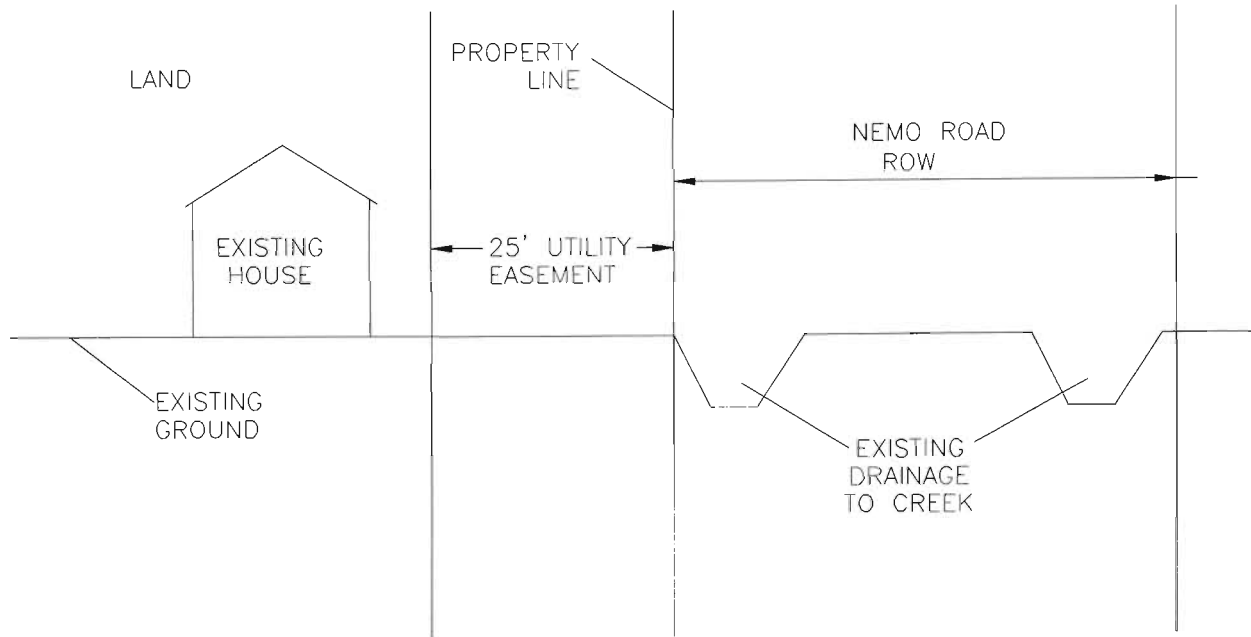 LAND
PROPERTY
LINE
NEMO ROAD
ROW
EXISTING
HOUSE
25' UTILITY
EASEMENT
EXISTING
GROUND
EXISTING
DRAINAGE
TO CREEK